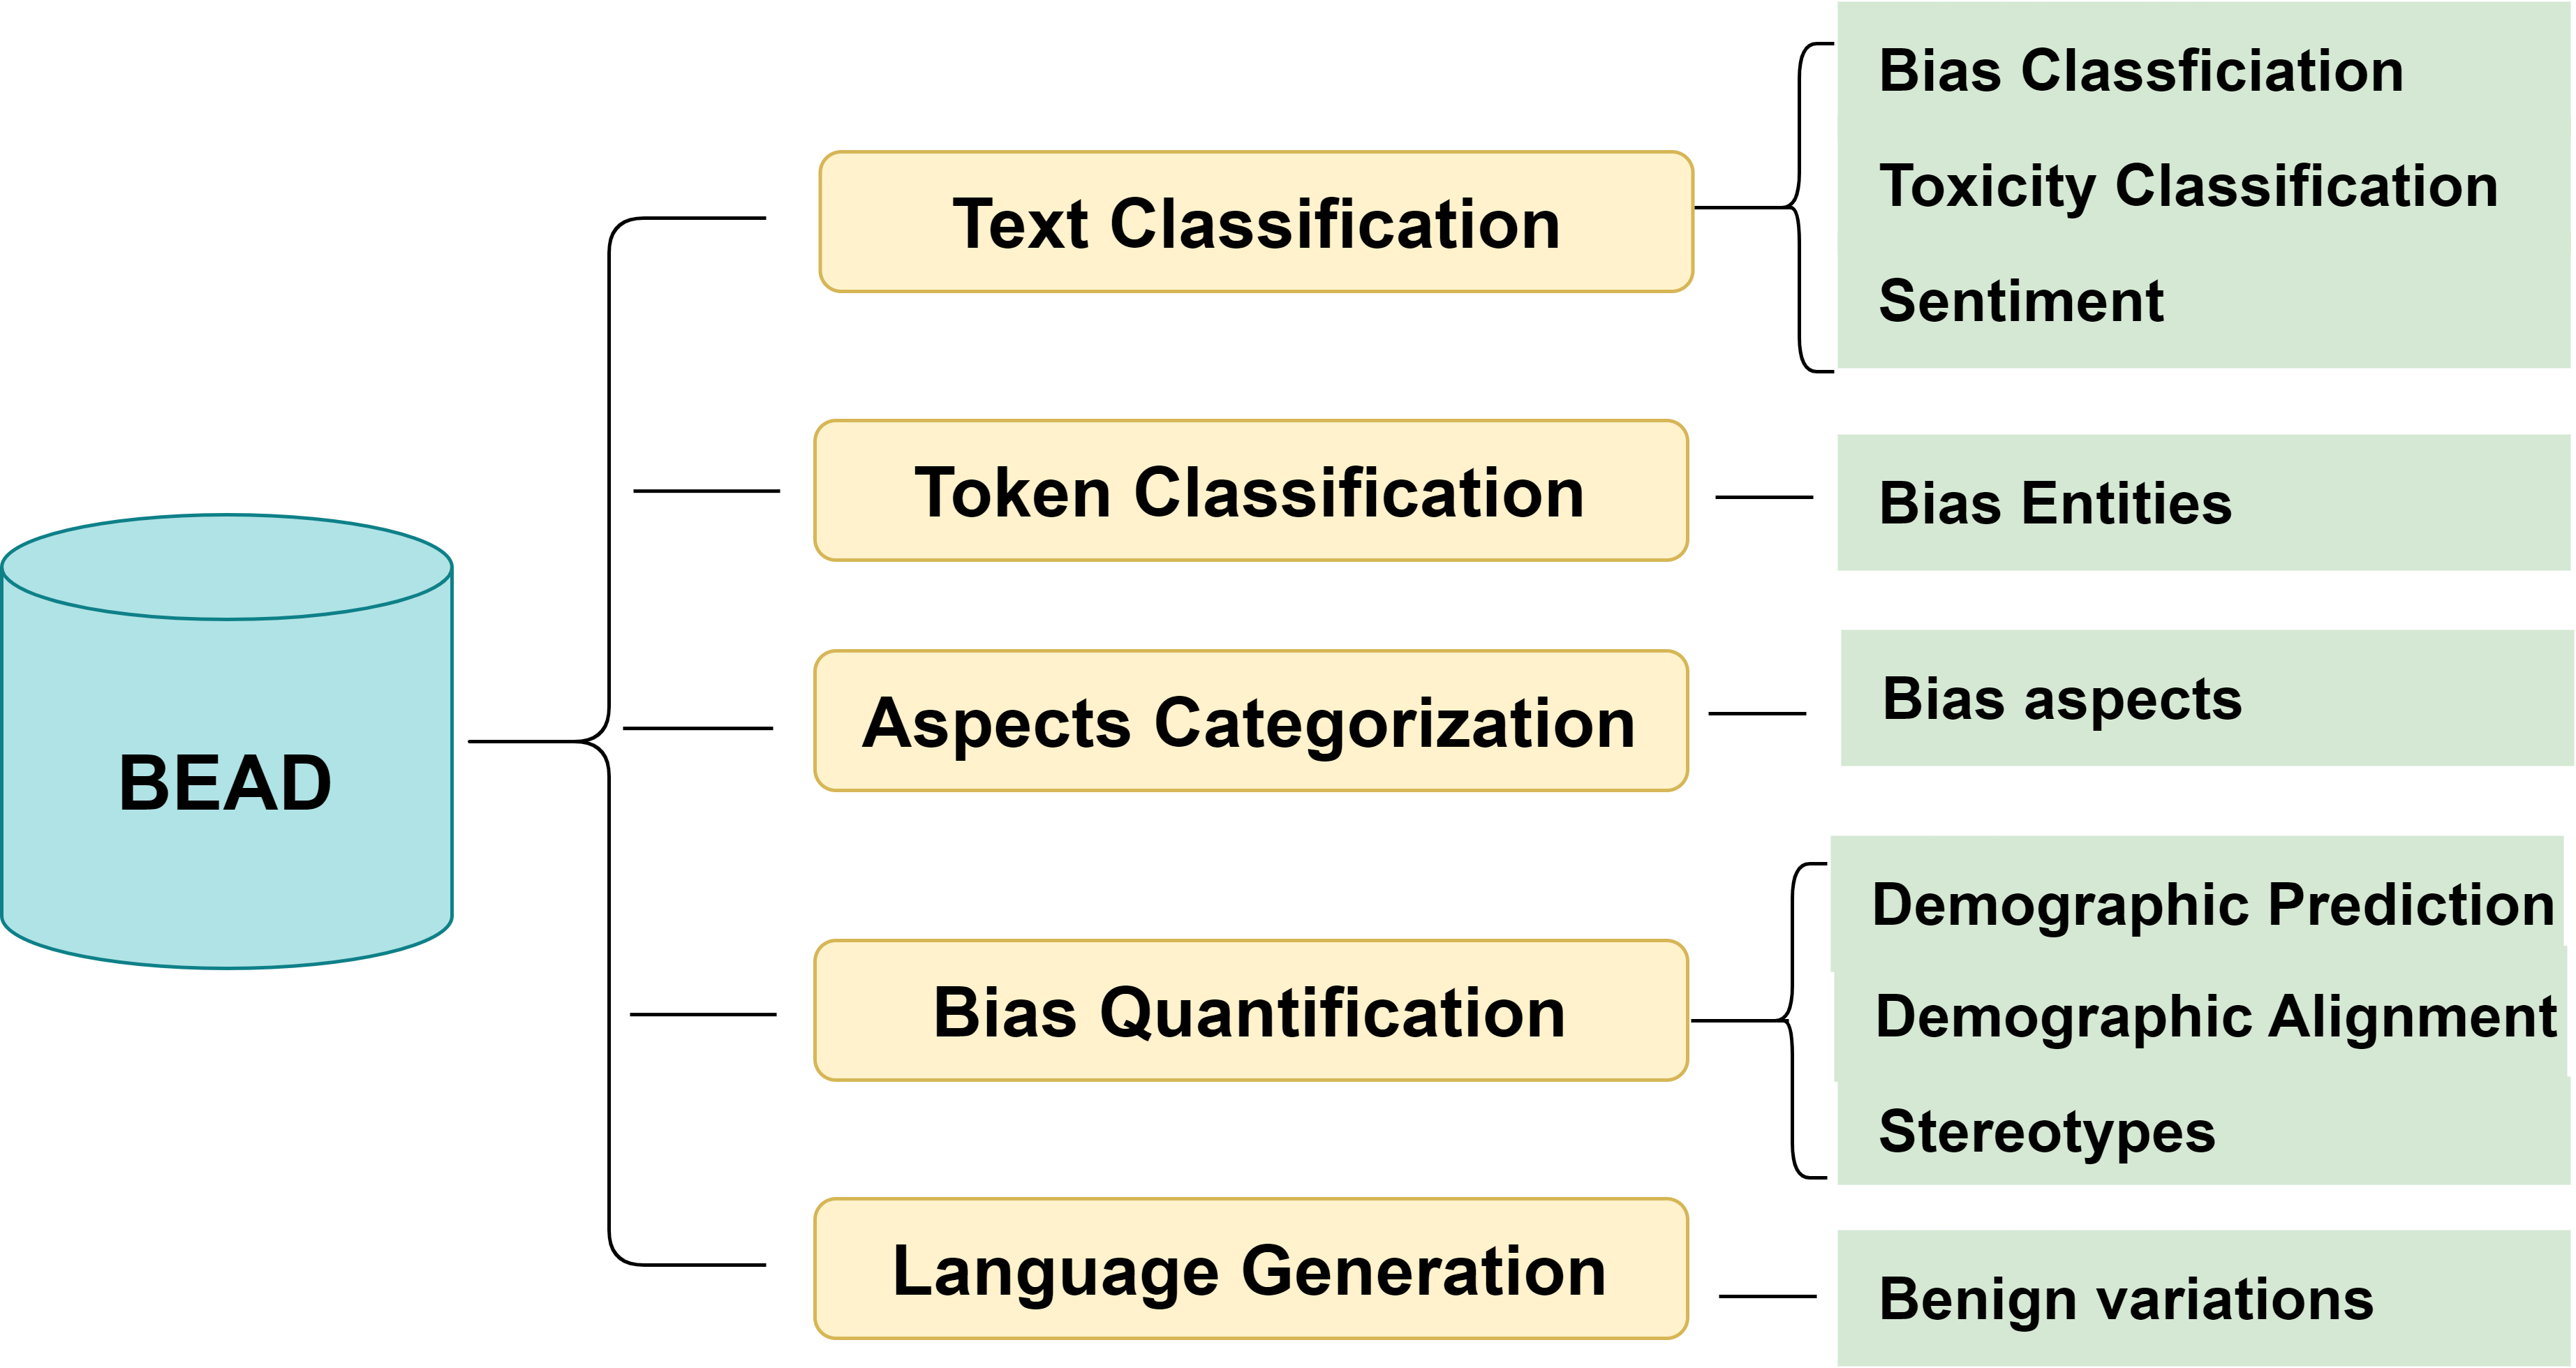 BEAD
Text Classification
Bias Classficiation
Toxicity Classification
Sentiment
Token Classification
Bias Entities
Aspects Categorization
Bias aspects
Bias Quantification
Demographic Prediction
Demographic Alignment
Stereotypes
Language Generation
Benign variations